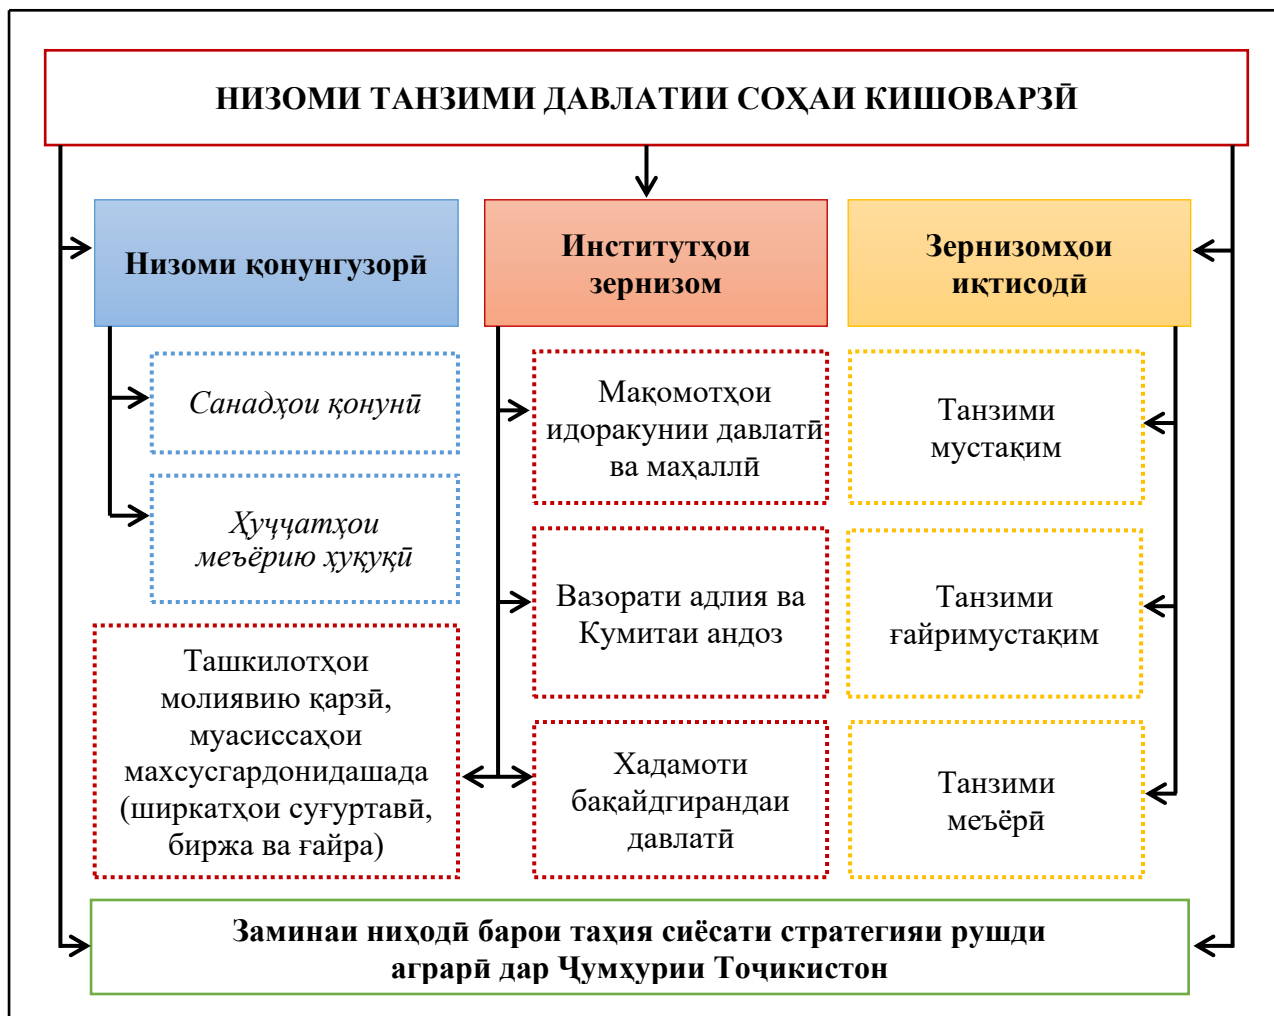 НИЗОМИ ТАНЗИМИ ДАВЛАТИИ СОҲАИ КИШОВАРЗӢ
Низоми қонунгузорӣ
Санадҳои қонунӣ
Ҳуҷҷатҳои
меъёрию ҳуқуқӣ
Институтҳои
зернизом
Мақомотҳои
идоракунии давлатӣ
ва маҳаллӣ
Вазорати адлия ва
Кумитаи андоз
Хадамоти
бақайдгирандаи
давлатӣ
Ташкилотҳои
молиявию қарзӣ,
муасиссаҳои
махсусгардонидашада
(ширкатҳои суғуртавӣ,
биржа ва ғайра)
Зернизомҳои
иқтисодӣ
Танзими
мустақим
Танзими
ғайримустақим
Танзими
меъёрӣ
Заминаи ниҳодӣ барои таҳия сиёсати стратегияи рушди
аграрӣ дар Ҷумҳурии Тоҷикистон